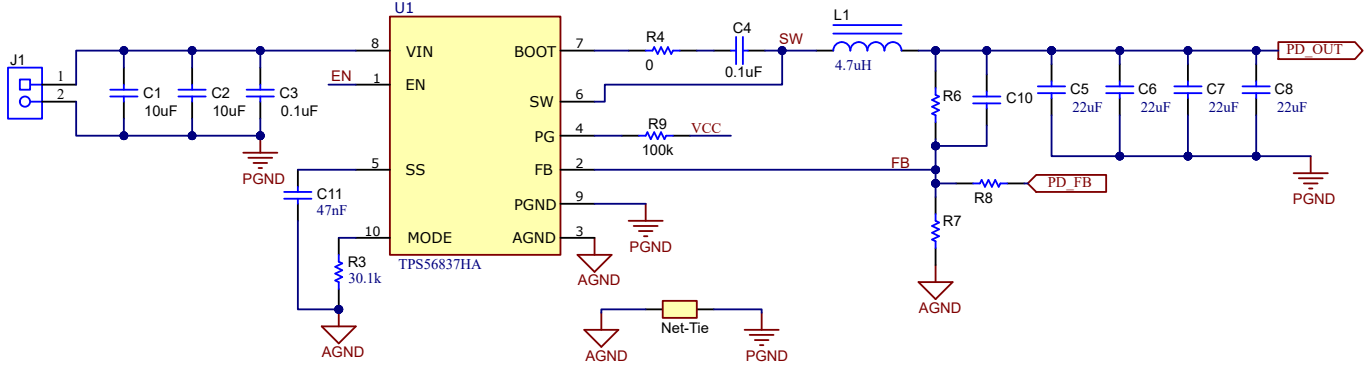 U1
J1
1
2
C1
10uF
C2
10uF
C3
0.1uF
PGND
EN
8
VIN
1
EN
5
SS
10
MODE
BOOT
7
SW
6
PG
4
FB
2
PGND
9
AGND
3
TPS56837HA
C11
47nF
R3
30.1k
AGND
R4
0
C4
0.1uF
SW
L1
4.7uH
R9
100k
VCC
FB
PGND
AGND
R6
C10
C5
22uF
C6
22uF
C7
22uF
C8
22uF
PD_OUT
PGND
R8
PD_FB
R7
AGND
AGND
Net-Tie
PGND